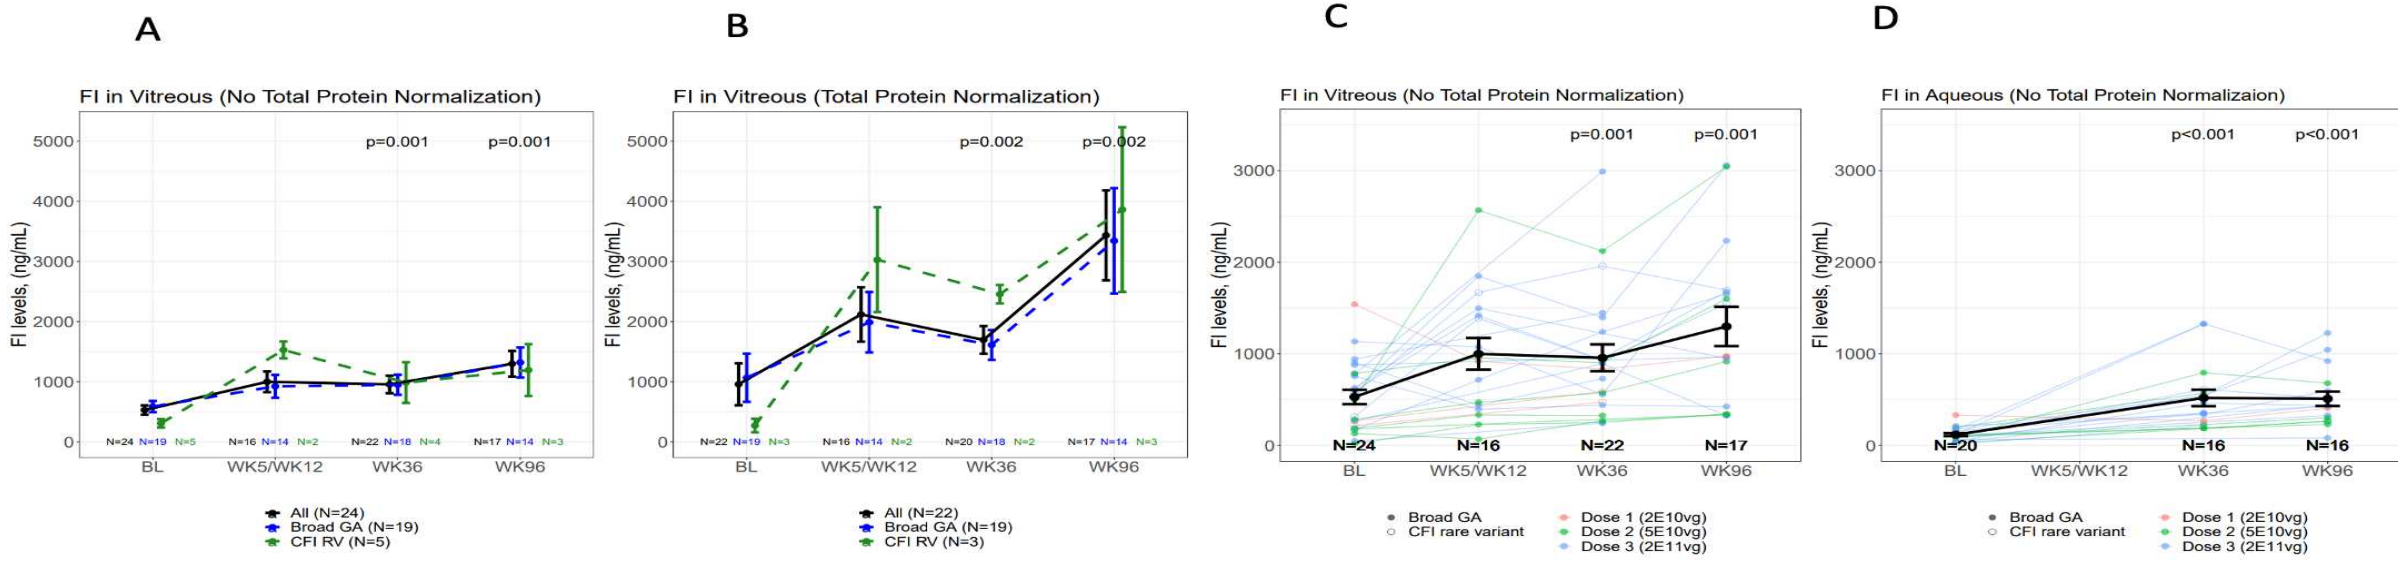 A
FI in Vitreous (No Total Protein Normalization)
p=0.001 p=0.001
5000
4000
3000
2000
1000
0
FI levels, (ng/mL)
N=24 N=19 N=5 N=16 N=14 N=2 N=22 N=18 N=4 N=17 N=14 N=3
BL WK5/WK12 WK36 WK96
All (N=24)
Broad GA (N=19)
CFI RV (N=5)
B
FI in Vitreous (Total Protein Normalization)
p=0.002 p=0.002
5000
4000
3000
2000
1000
0
FI levels, (ng/mL)
N=22 N=19 N=3 N=16 N=14 N=2 N=20 N=18 N=2 N=17 N=14 N=3
BL WK5/WK12 WK36 WK96
All (N=22)
Broad GA (N=19)
CFI RV (N=3)
C
FI in Vitreous (No Total Protein Normalization)
p=0.001 p=0.001
3000
2000
1000
0
FI levels, (ng/mL)
N=24 N=16 N=22 N=17
BL WK5/WK12 WK36 WK96
Broad GA
CFI rare variant
Dose 1 (2E10vg)
Dose 2 (5E10vg)
Dose 3 (2E11vg)
D
FI in Aqueous (No Total Protein Normalizaion)
p<0.001 p<0.001
3000
2000
1000
0
FI levels, (ng/mL)
N=20 N=16 N=16
BL WK5/WK12 WK36 WK96
Broad GA
CFI rare variant
Dose 1 (2E10vg)
Dose 2 (5E10vg)
Dose 3 (2E11vg)